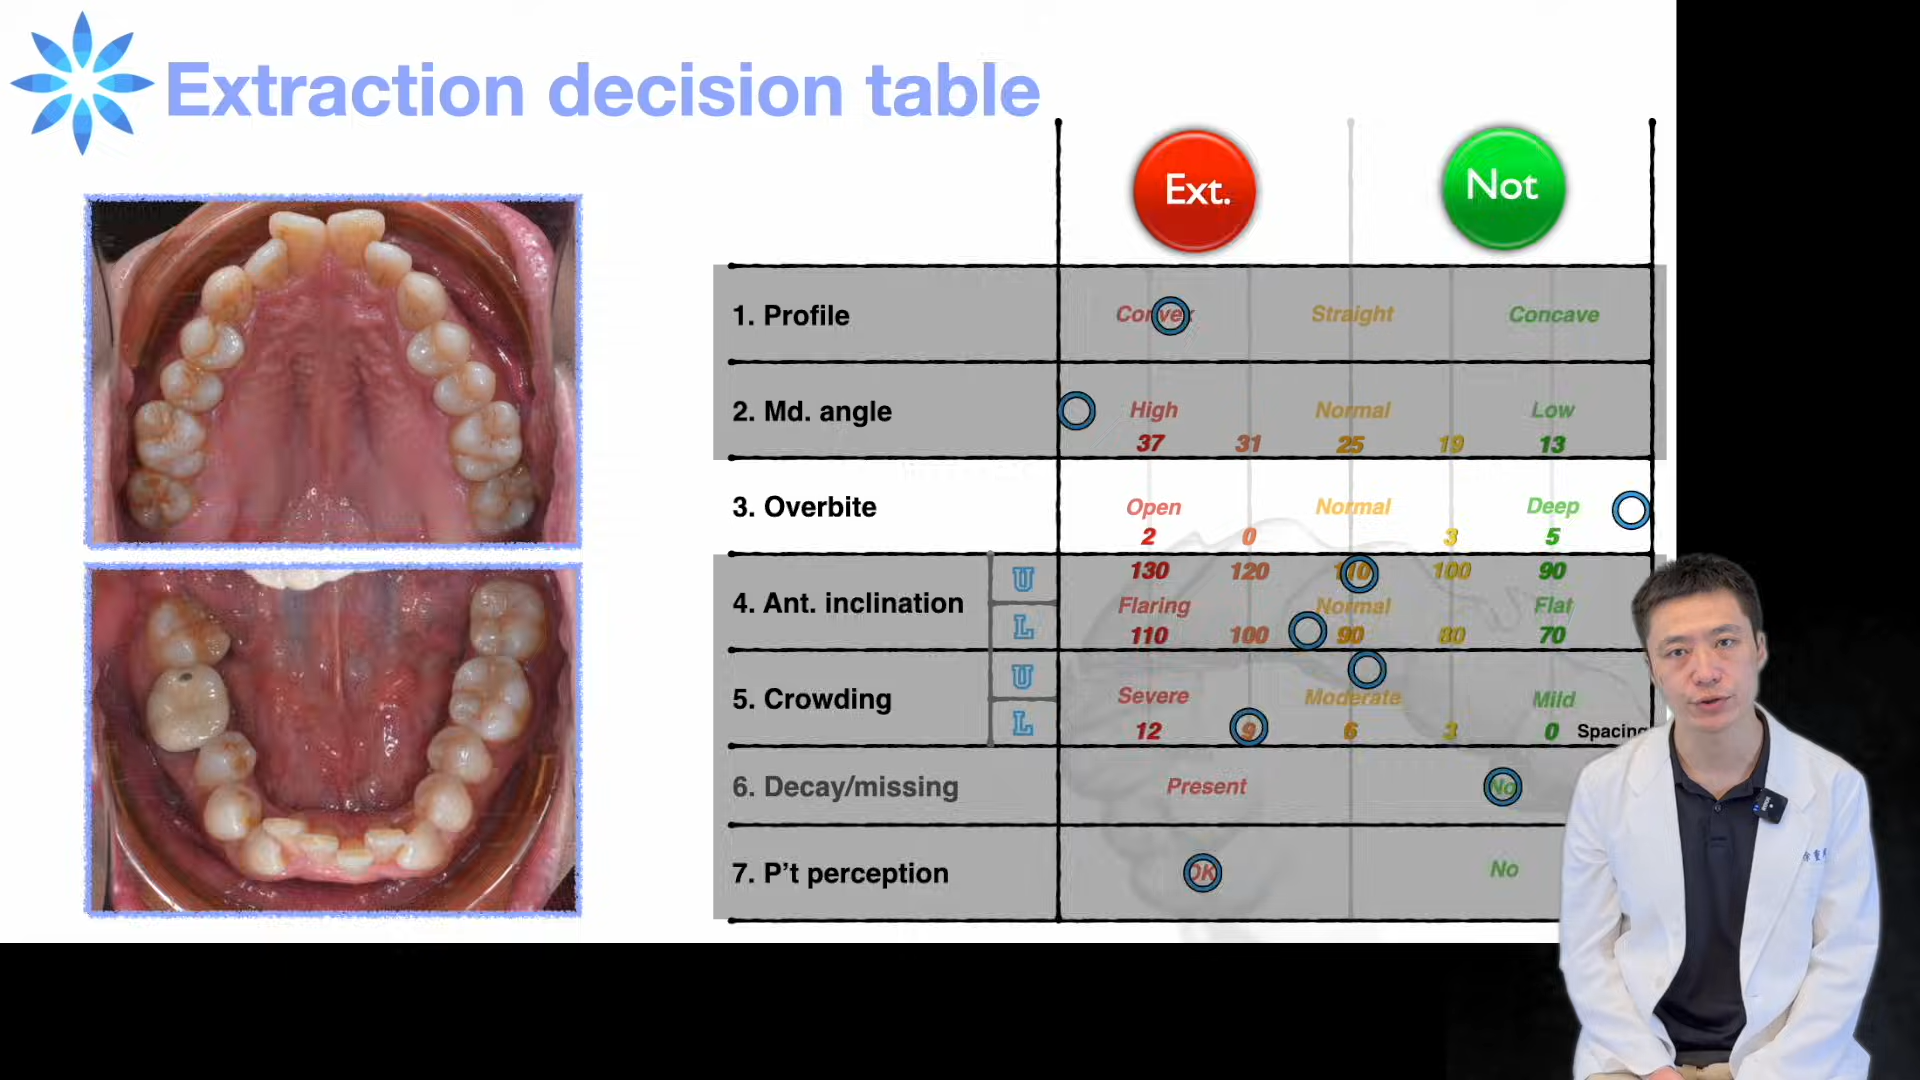 Extraction decision table
Ext. Not
1. Profile Convex Straight Concave
2. Md. angle High Normal Low
37 31 25 19 13
3. Overbite Open Normal Deep
2 0 3 5
4. Ant. inclination U 130 120 110 100 90
Flaring Normal Flat
L 110 100 90 80 70
5. Crowding U Severe Moderate Mild
L 12 9 6 3 0 Spacing
6. Decay/missing Present No
7. P't perception OK No